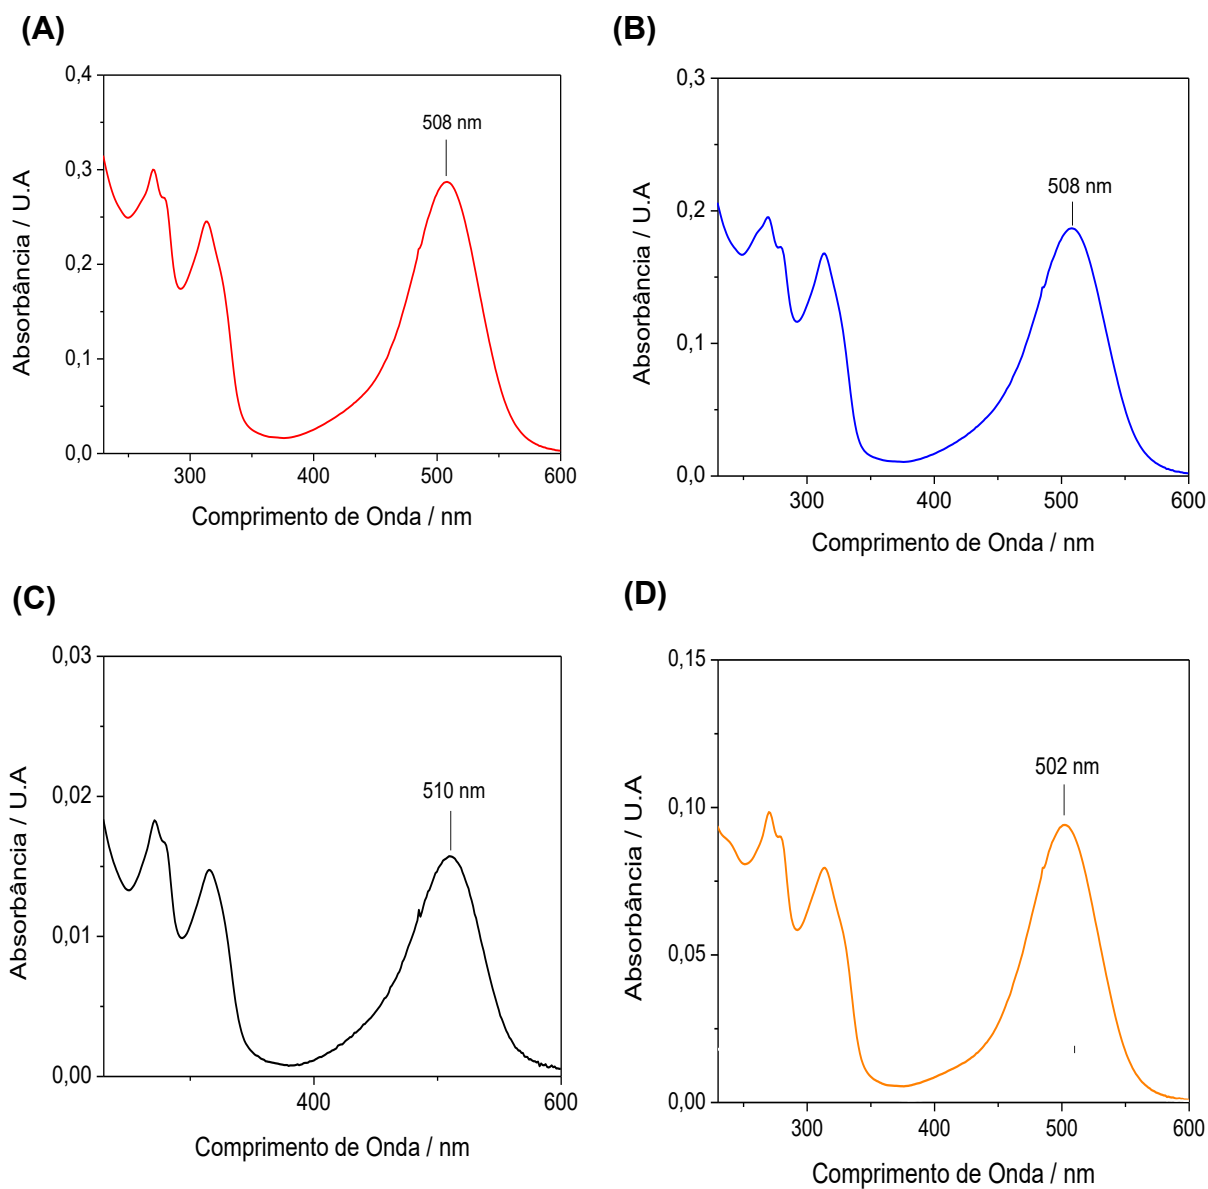 (A)
0,4
0,3
0,2
0,1
0,0
Absorbância / U.A
508 nm
300
400
500
600
Comprimento de Onda / nm
(B)
0,3
0,2
0,1
0,0
Absorbância / U.A
508 nm
300
400
500
600
Comprimento de Onda / nm
(C)
0,03
0,02
0,01
0,00
Absorbância / U.A
510 nm
400
600
Comprimento de Onda / nm
(D)
0,15
0,10
0,05
0,00
Absorbância / U.A
502 nm
300
400
500
600
Comprimento de Onda / nm